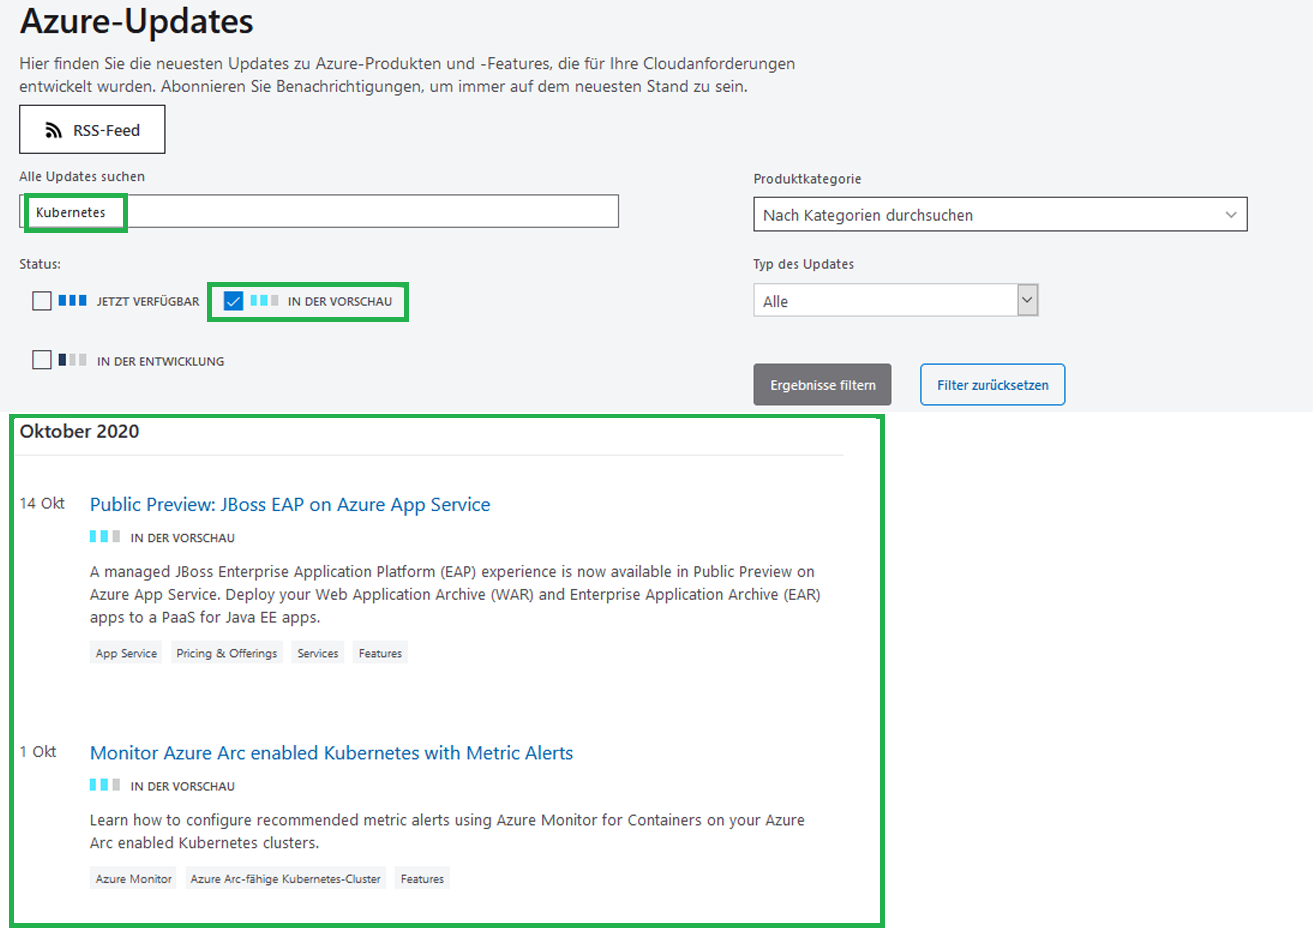 Azure-Updates
Hier finden Sie die neuesten Updates zu Azure-Produkten und -Features, die für Ihre Cloudanforderungen
entwickelt wurden. Abonnieren Sie Benachrichtigungen, um immer auf dem neuesten Stand zu sein.
RSS-Feed
Alle Updates suchen
Kubernetes
Produktkategorie
Nach Kategorien durchsuchen
Status:
JETZT VERFÜGBAR
IN DER VORSCHAU
IN DER ENTWICKLUNG
Typ des Updates
Alle
Ergebnisse filtern
Filter zurücksetzen
Oktober 2020
14 Okt
Public Preview: JBoss EAP on Azure App Service
IN DER VORSCHAU
A managed JBoss Enterprise Application Platform (EAP) experience is now available in Public Preview on
Azure App Service. Deploy your Web Application Archive (WAR) and Enterprise Application Archive (EAR)
apps to a PaaS for Java EE apps.
App Service
Pricing & Offerings
Services
Features
1 Okt
Monitor Azure Arc enabled Kubernetes with Metric Alerts
IN DER VORSCHAU
Learn how to configure recommended metric alerts using Azure Monitor for Containers on your Azure
Arc enabled Kubernetes clusters.
Azure Monitor
Azure Arc-fähige Kubernetes-Cluster
Features